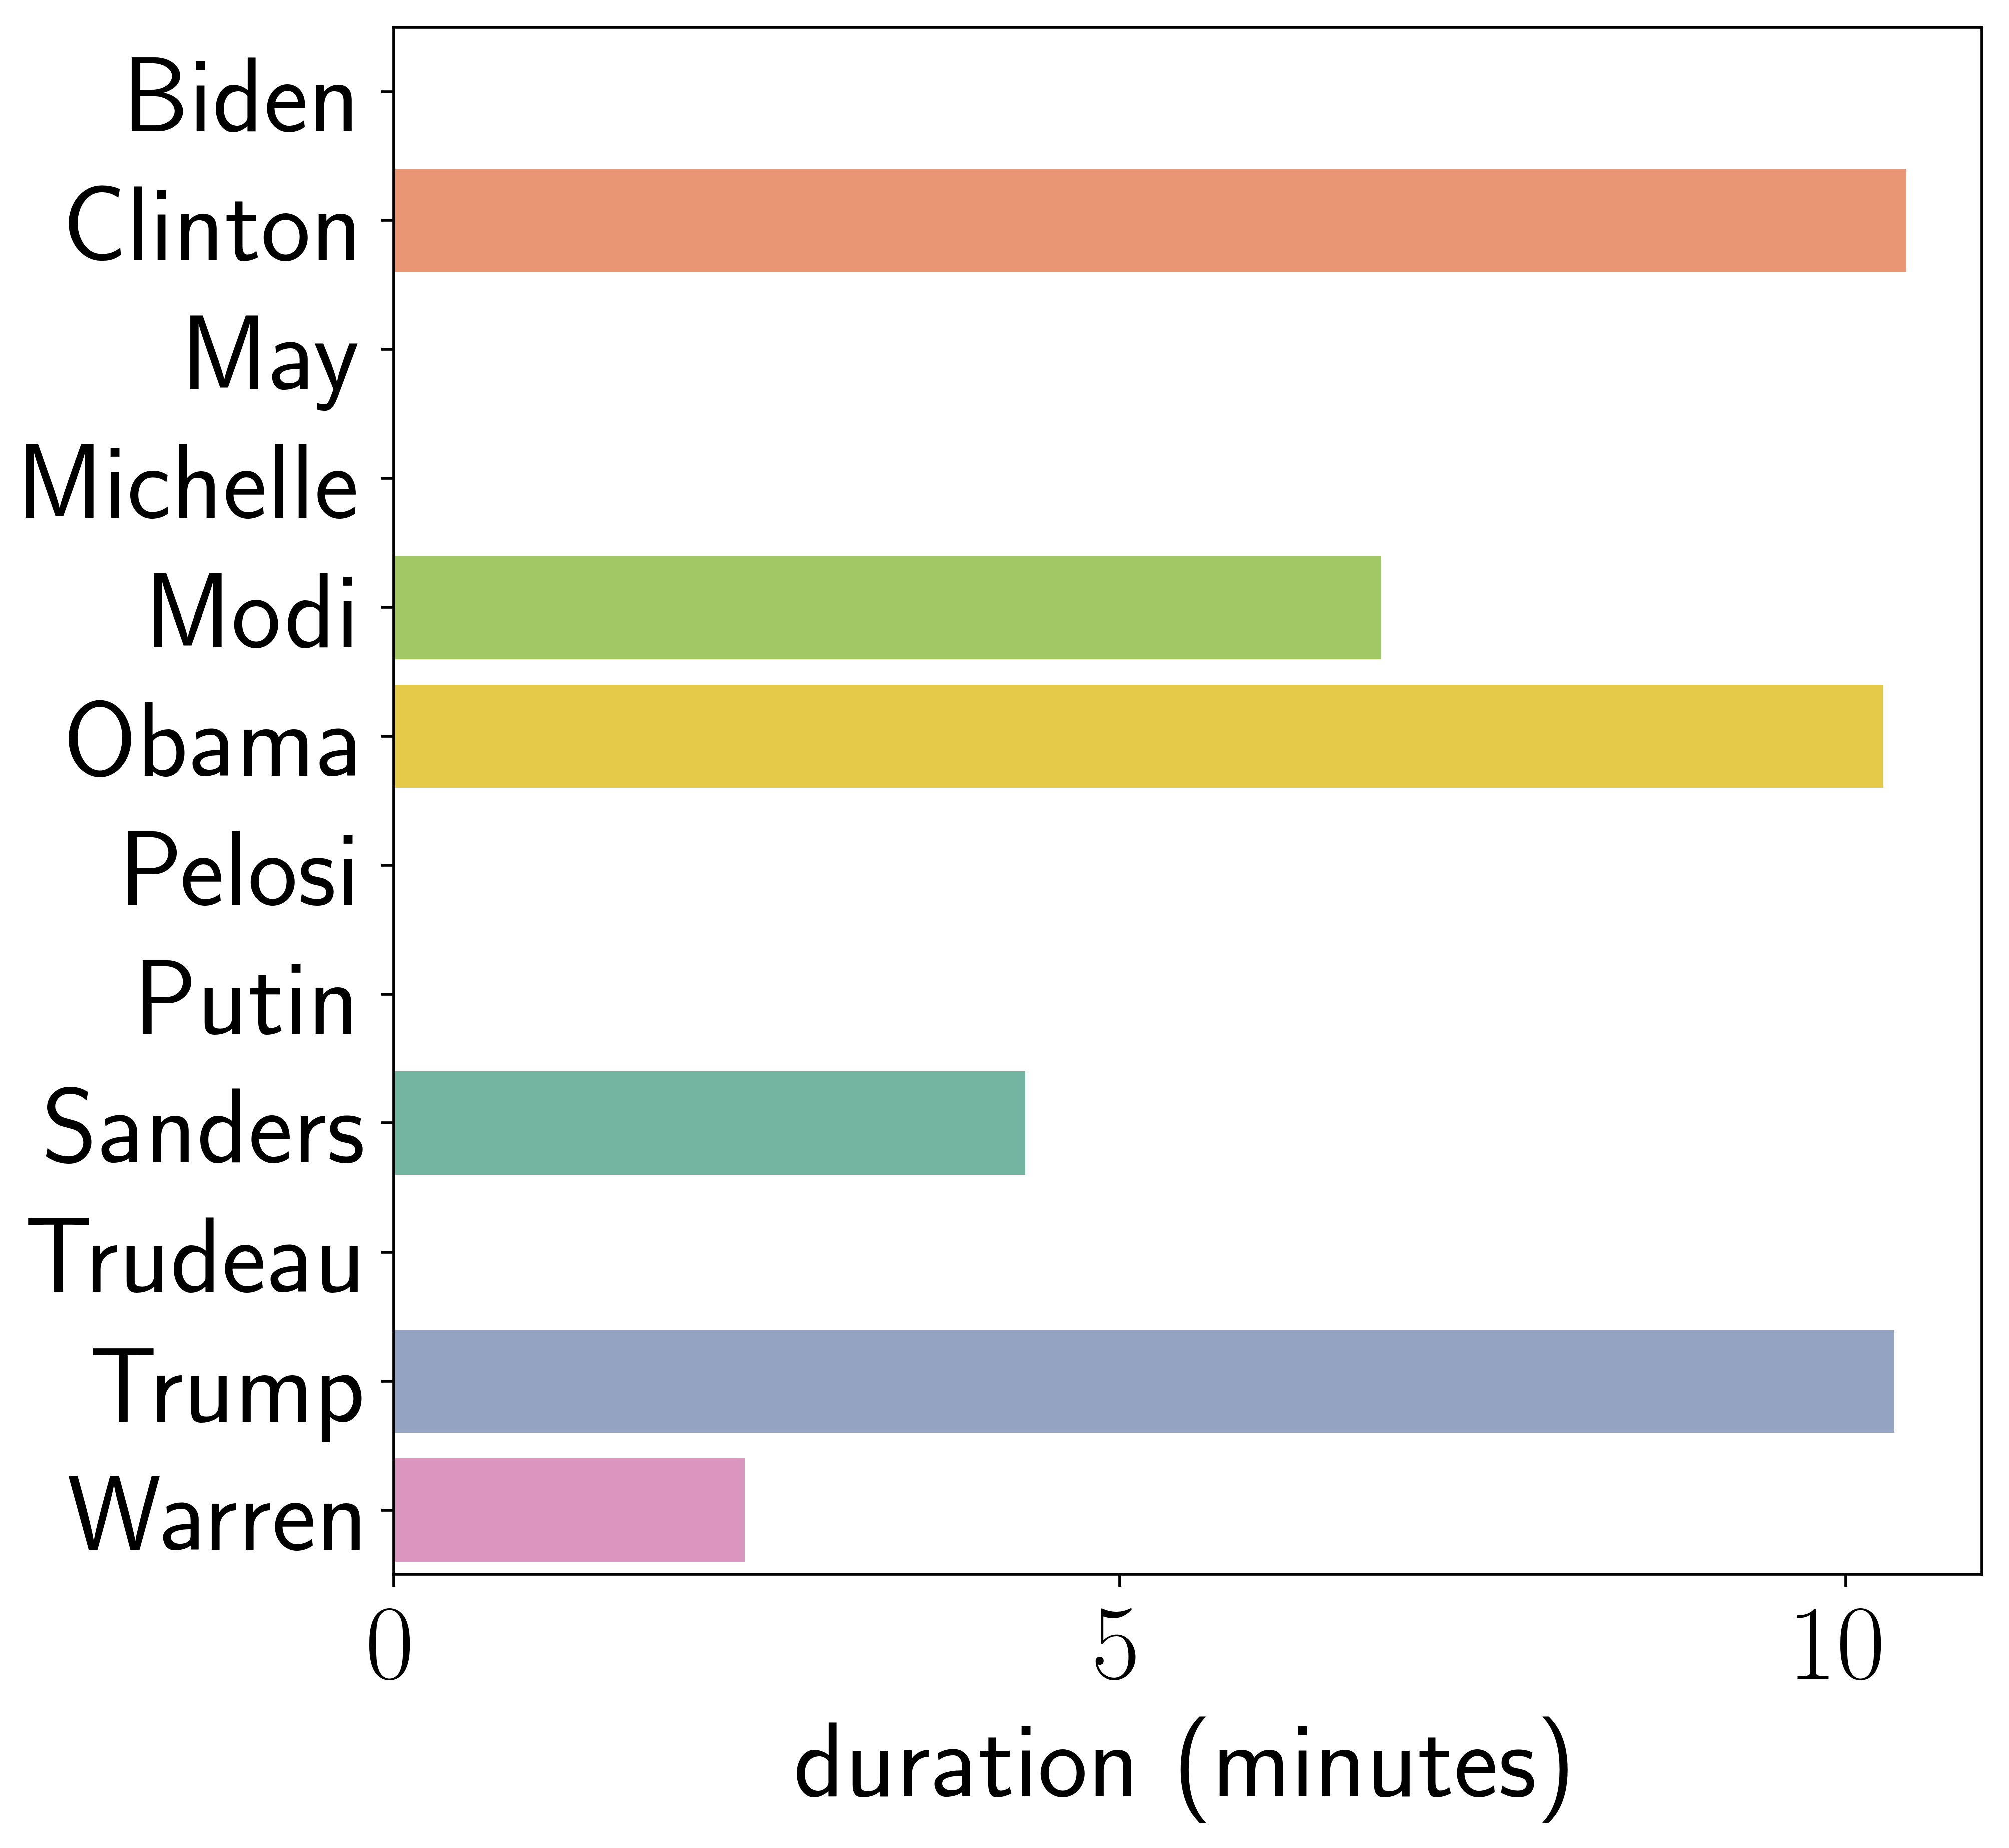 Biden
Clinton
May
Michelle
Modi
Obama
Pelosi
Putin
Sanders
Trudeau
Trump
Warren
0 5 10
duration (minutes)